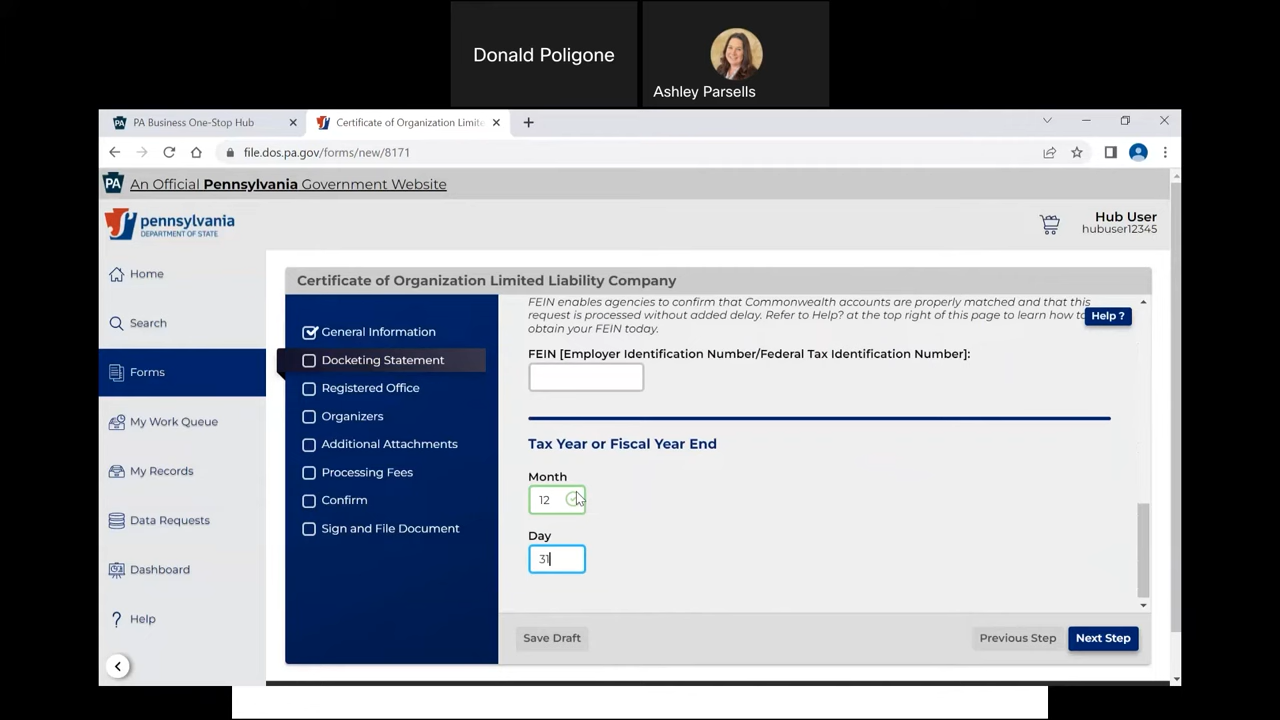 Donald Poligone
Ashley Parsells
PA Business One-Stop Hub
Certificate of Organization Limite
file.dos.pa.gov/forms/new/8171
PA An Official Pennsylvania Government Website
pennsylvania
DEPARTMENT OF STATE
Hub User
hubuser12345
Home
Search
Forms
My Work Queue
My Records
Data Requests
Dashboard
Help
Certificate of Organization Limited Liability Company
General Information
Docketing Statement
Registered Office
Organizers
Additional Attachments
Processing Fees
Confirm
Sign and File Document
FEIN enables agencies to confirm that Commonwealth accounts are properly matched and that this
request is processed without added delay. Refer to Help? at the top right of this page to learn how to
obtain your FEIN today.
Help ?
FEIN [Employer Identification Number/Federal Tax Identification Number]:
Tax Year or Fiscal Year End
Month
12
Day
31
Save Draft
Previous Step
Next Step